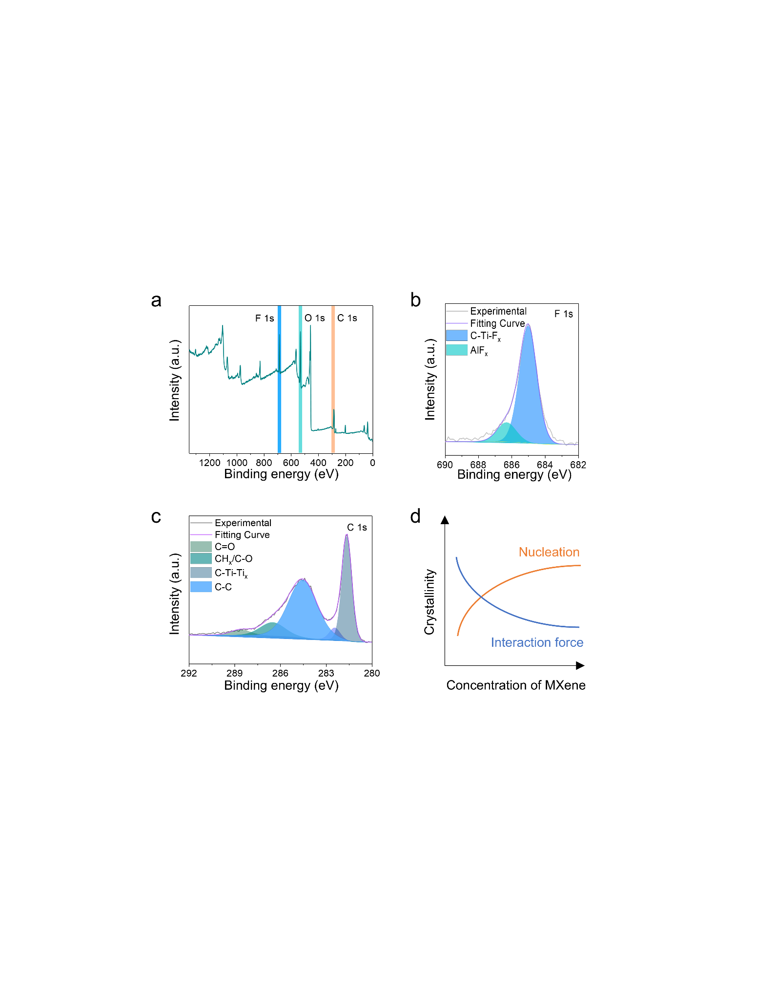 a
F 1s
O 1s
C 1s
Intensity (a.u.)
1200 1000 800 600 400 200 0
Binding energy (eV)
b
Experimental
F 1s
Fitting Curve
C-Ti-Fx
AlFx
Intensity (a.u.)
690 688 686 684 682
Binding energy (eV)
c
Experimental
C 1s
Fitting Curve
C=O
CHx/C-O
C-Ti-Tix
C-C
Intensity (a.u.)
292 289 286 283 280
Binding energy (eV)
d
Nucleation
Crystallinity
Interaction force
Concentration of MXene